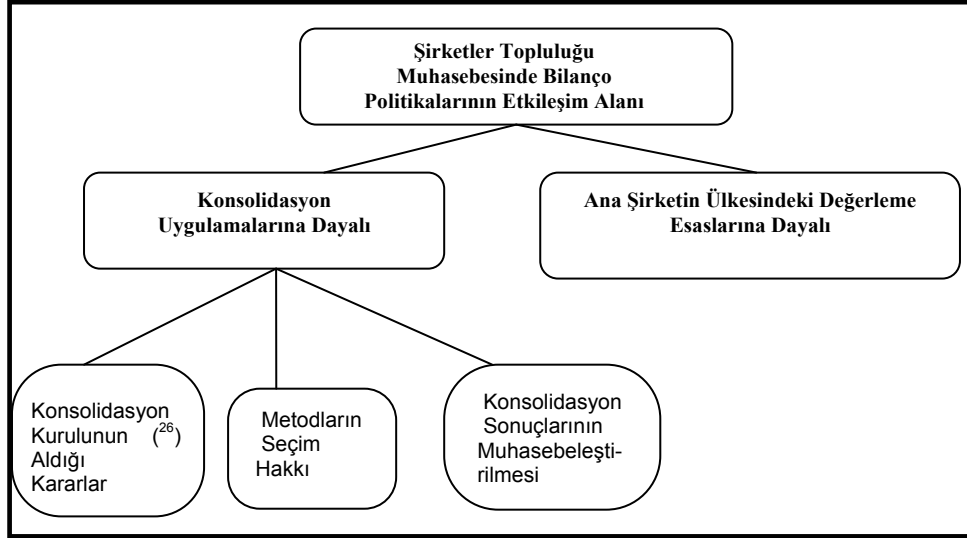 Şirketler Topluluğu
Muhasebesinde Bilanço
Politikalarının Etkileşim Alanı
Konsolidasyon
Uygulamalarına Dayalı
Ana Şirketin Ülkesindeki Değerleme
Esaslarına Dayalı
Konsolidasyon
Kurulunun (26)
Aldığı
Kararlar
Metodların
Seçim
Hakkı
Konsolidasyon
Sonuçlarının
Muhasebeleşti-
rilmesi